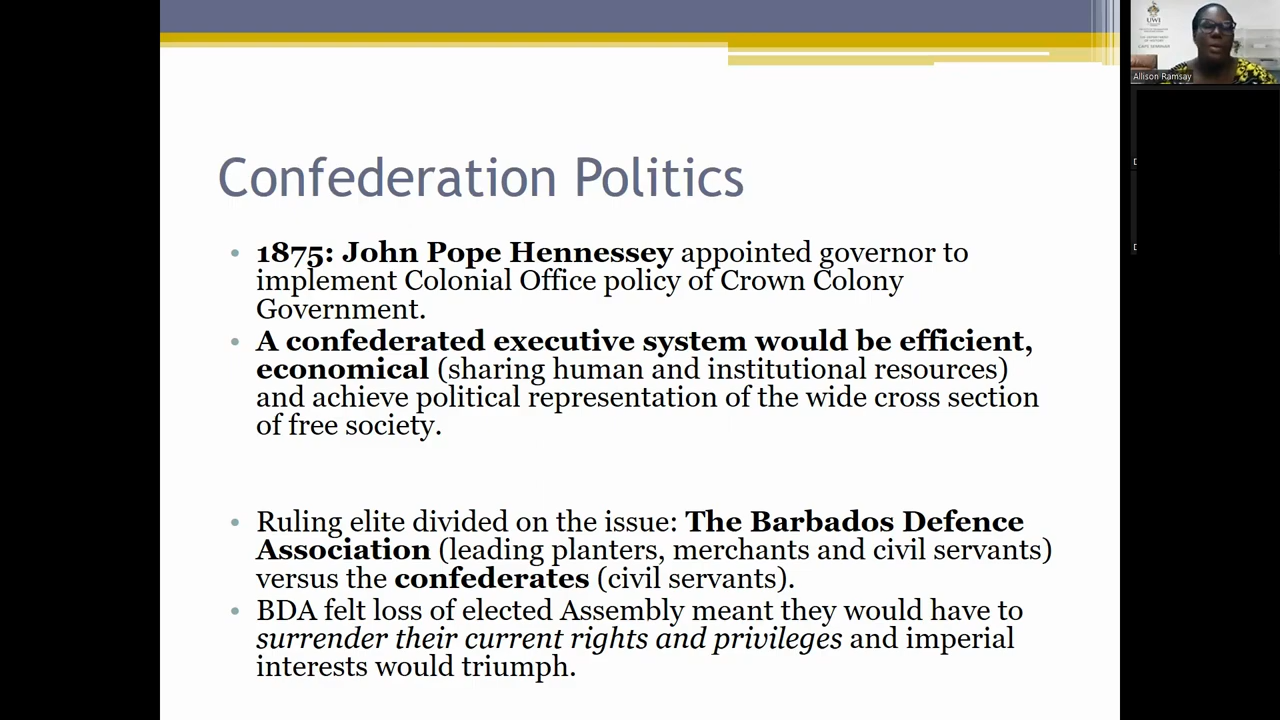 Confederation Politics
• 1875: John Pope Hennessey appointed governor to
implement Colonial Office policy of Crown Colony
Government.
• A confederated executive system would be efficient,
economical (sharing human and institutional resources)
and achieve political representation of the wide cross section
of free society.
• Ruling elite divided on the issue: The Barbados Defence
Association (leading planters, merchants and civil servants)
versus the confederates (civil servants).
• BDA felt loss of elected Assembly meant they would have to
surrender their current rights and privileges and imperial
interests would triumph.
UWI
Allison Ramsay